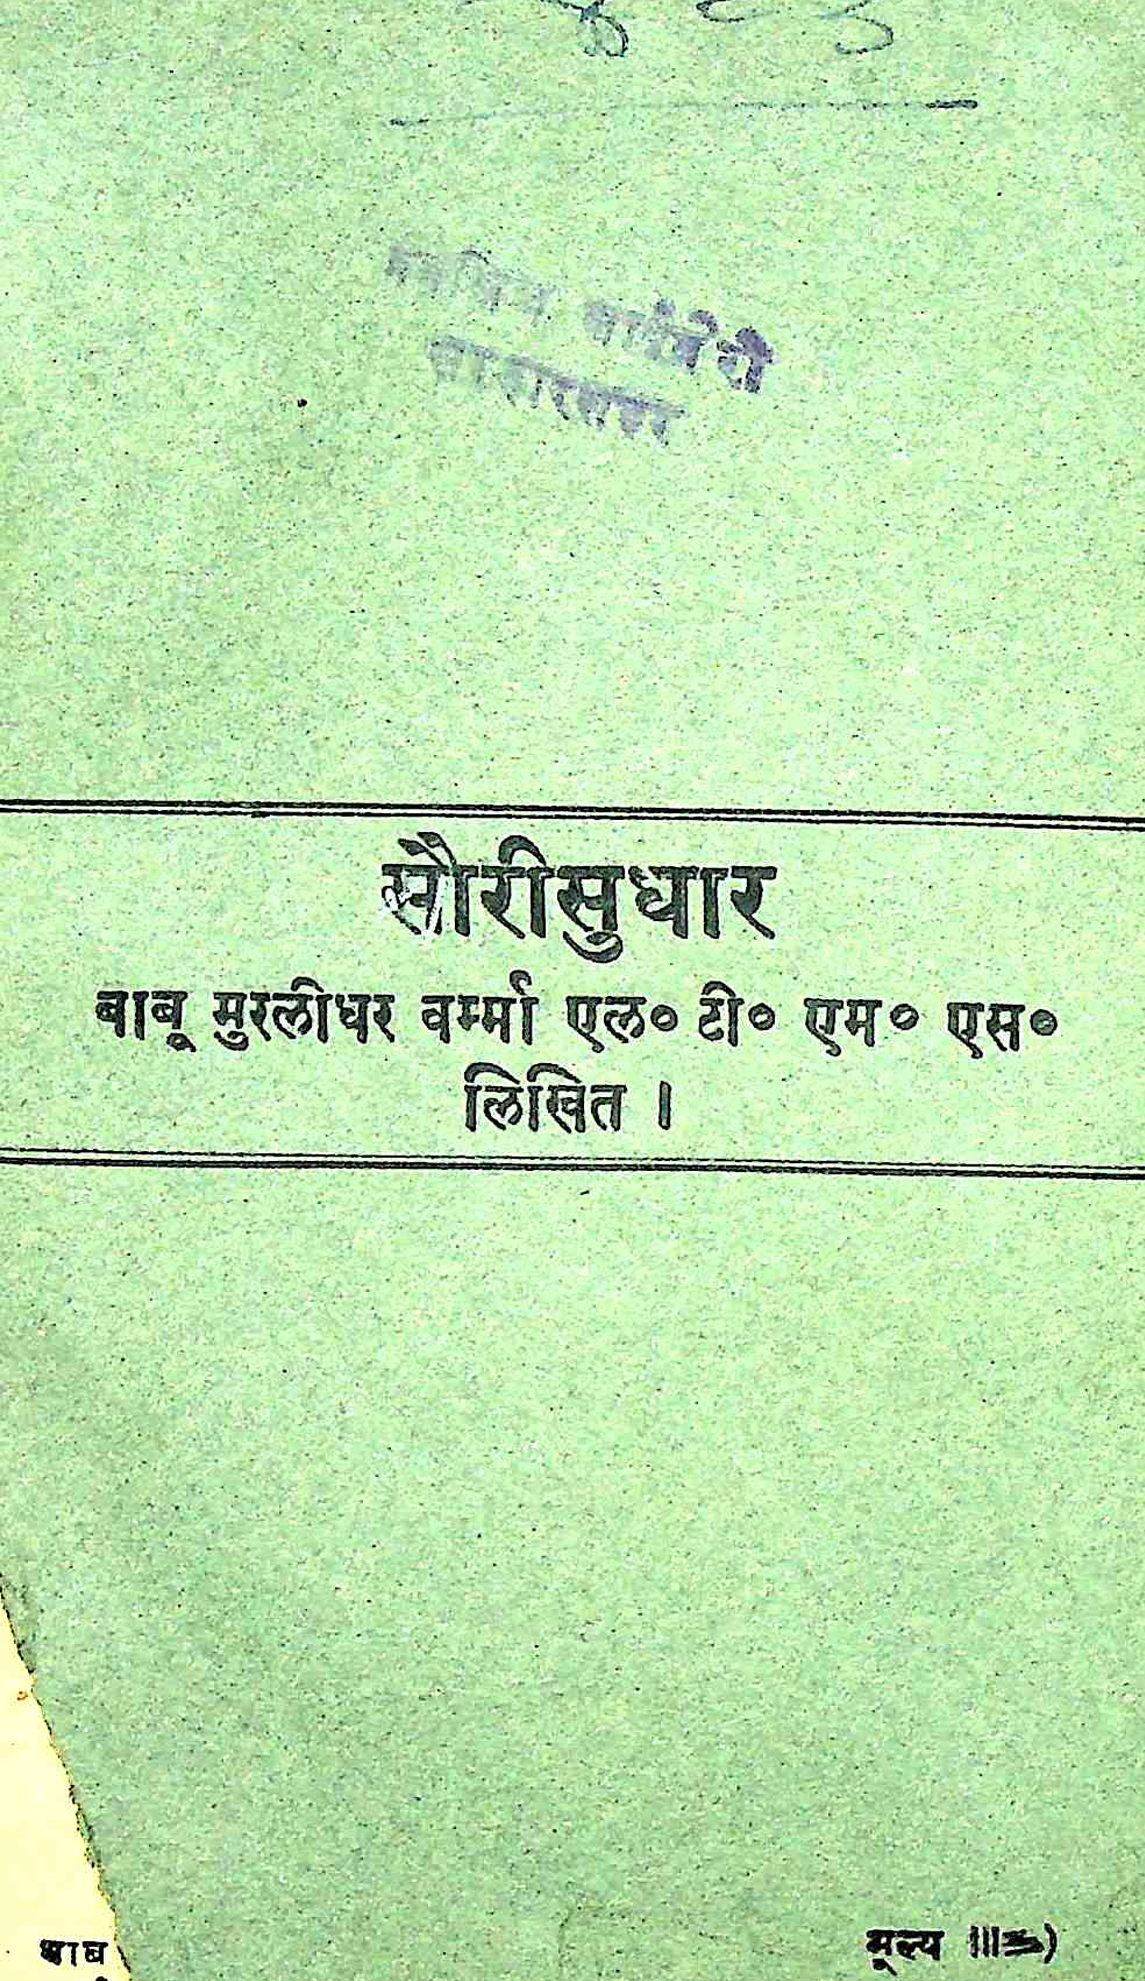 सौरीसुधार
बाबू मुरलीधर वर्म्मा एल० टी० एम० एस०
लिखित ।
मूल्य